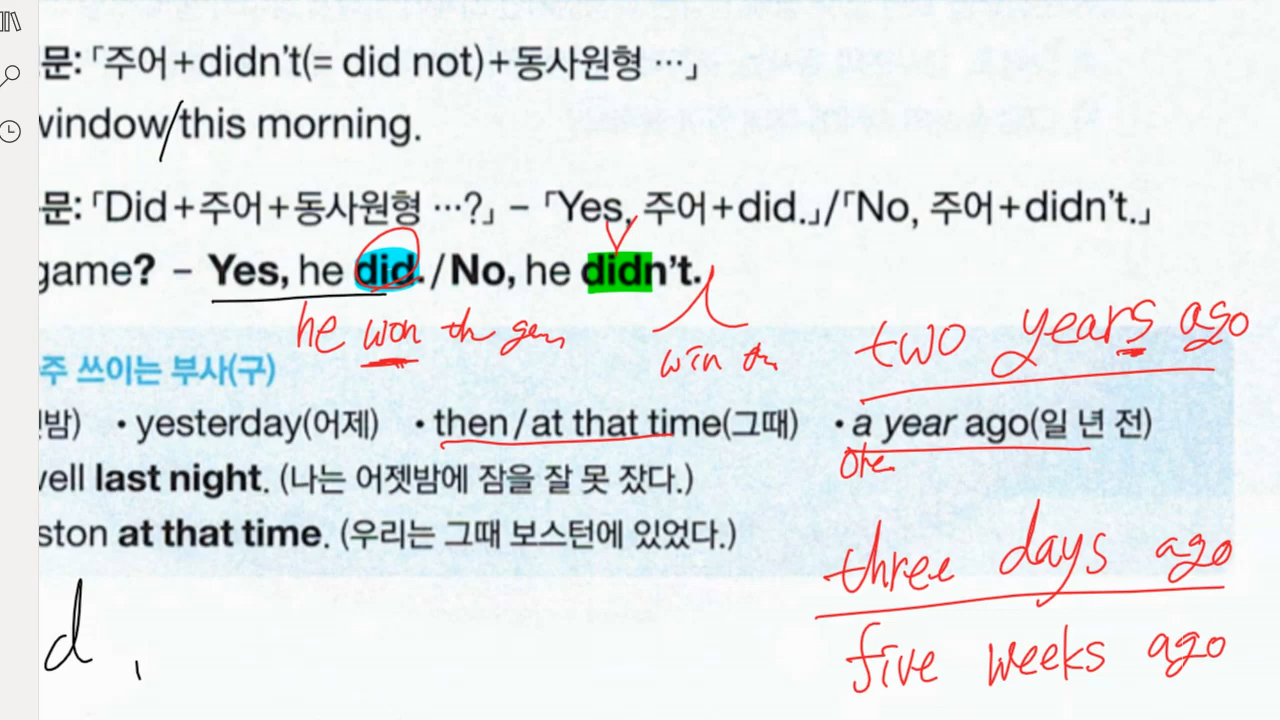 문: 「주어+didn't(= did not)+동사원형 …」
window/this morning.
문: 「Did+주어+동사원형 …?」 – 「Yes, 주어+did.」/「No, 주어+didn't.」
game? – Yes, he did./No, he didn't.
he won the
win
two years ago
주 쓰이는 부사(구)
밤) • yesterday(어제) • then/at that time(그때) • a year ago(일 년 전)
One
well last night. (나는 어젯밤에 잠을 잘 못 잤다.)
ston at that time. (우리는 그때 보스턴에 있었다.)
three days ago
d
five weeks ago